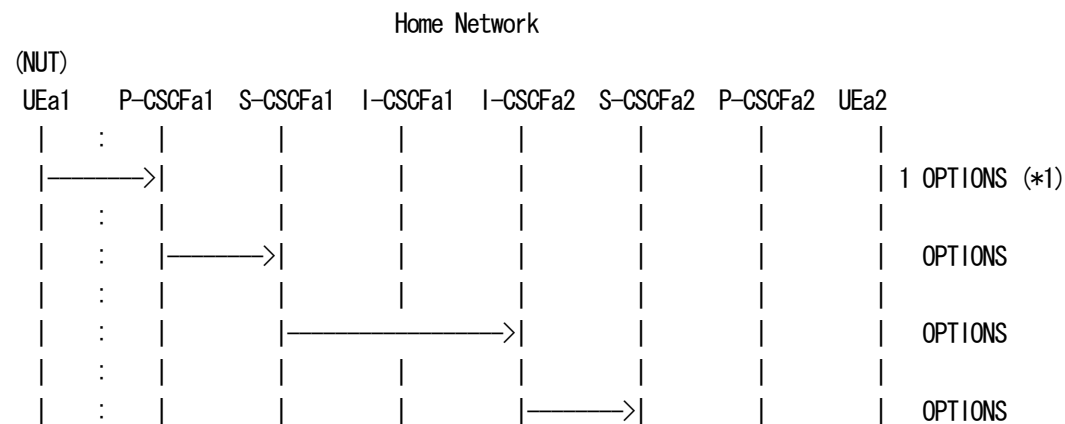 Home Network
(NUT)
UEa1 P-CSCFa1 S-CSCFa1 I-CSCFa1 I-CSCFa2 S-CSCFa2 P-CSCFa2 UEa2
| : | | | | | | |
|-------->| | | | | | | 1 OPTIONS (*1)
| : | | | | | | |
| : |-------->| | | | | | OPTIONS
| : | | | | | | |
| : | |------------------>| | | | OPTIONS
| : | | | | | | |
| : | | | |-------->| | | OPTIONS